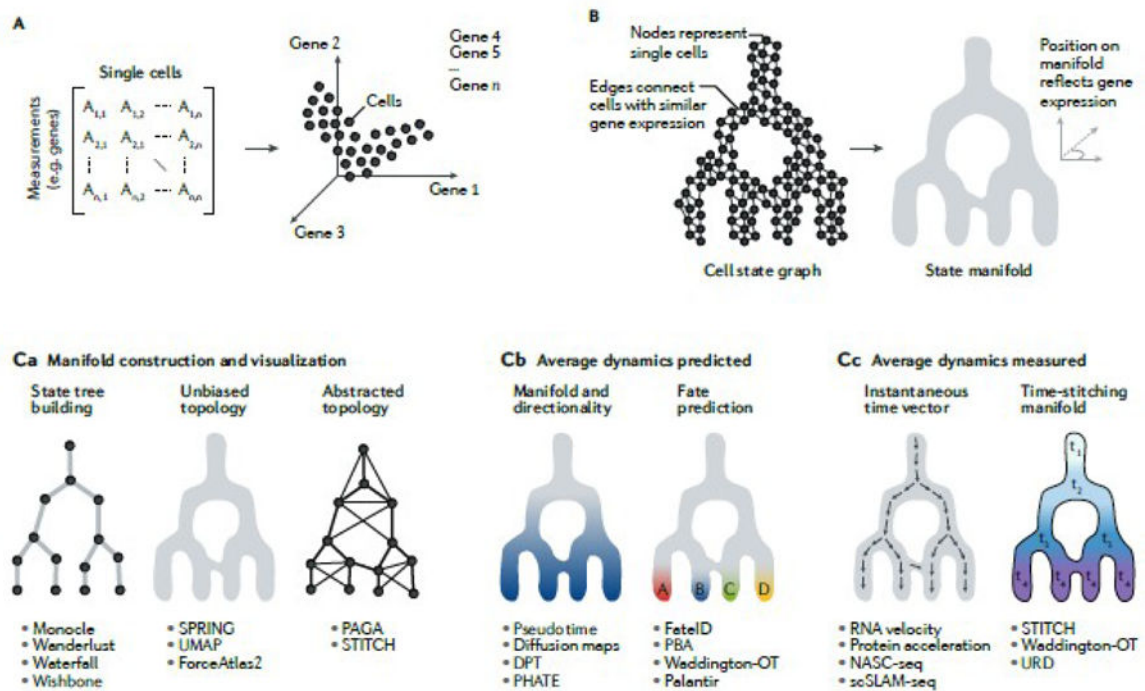 A
Single cells
Measurements
(e.g. genes)
A1,1 A1,2 ---- A1,n
A2,1 A2,1 ---- A2,n
An,1 An,2 ---- An,n
Gene 2
Cells
Gene 1
Gene 3
Gene 4
Gene 5
—
Gene n
B
Nodes represent
single cells
Edges connect
cells with similar
gene expression
Cell state graph
Position on
manifold
reflects gene
expression
State manifold
Ca Manifold construction and visualization
State tree
building
• Monocle
• Wanderlust
• Waterfall
• Wishbone
Unbiased
topology
• SPRING
• UMAP
• ForceAtlas2
Abstracted
topology
• PAGA
• STITCH
Cb Average dynamics predicted
Manifold and
directionality
• Pseudotime
• Diffusion maps
• DPT
• PHATE
Fate
prediction
A B C D
• FateID
• PBA
• Waddington-OT
• Palantir
Cc Average dynamics measured
Instantaneous
time vector
• RNA velocity
• Protein acceleration
• NASC-seq
• scSLAM-seq
Time-stitching
manifold
t1
t2
t3 t3
t4 t4 t4 t4
• STITCH
• Waddington-OT
• URD